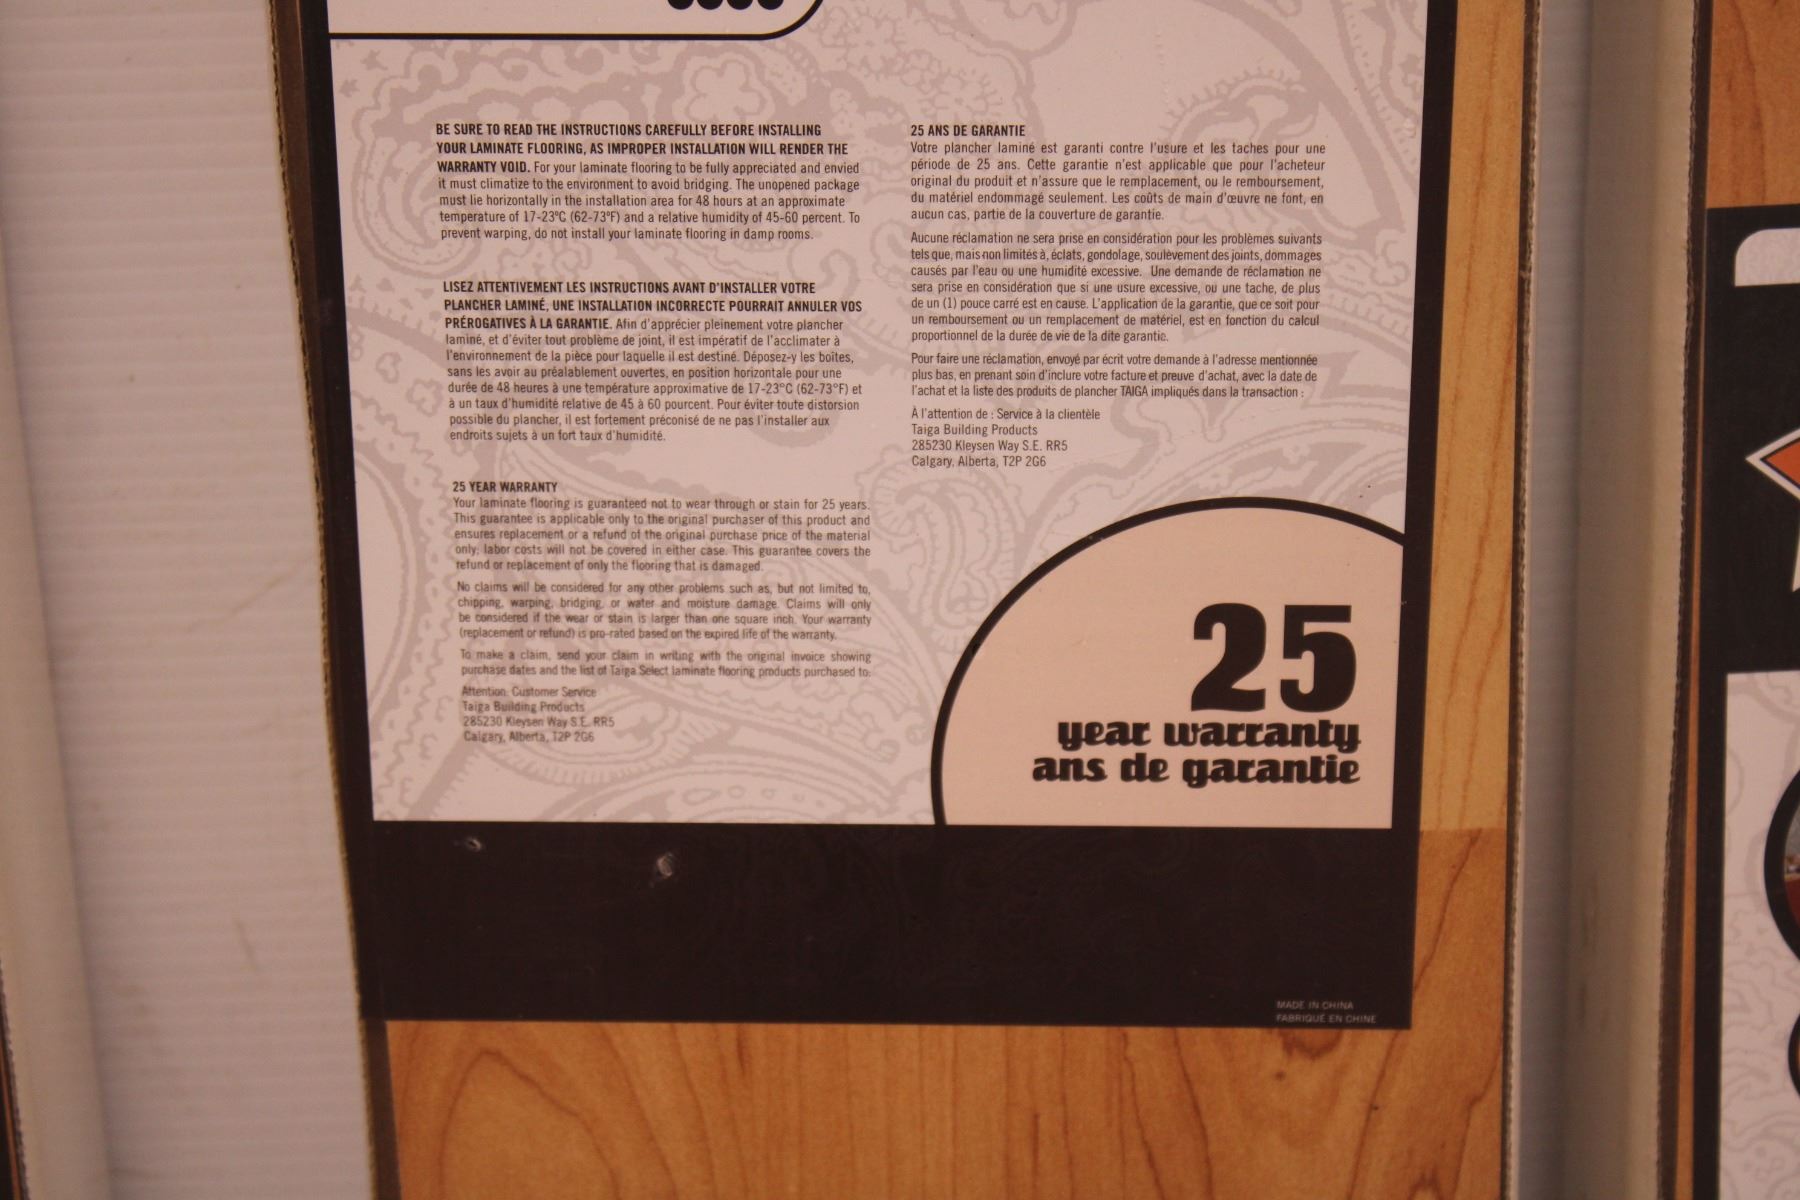 BE SURE TO READ THE INSTRUCTIONS CAREFULLY BEFORE INSTALLING
YOUR LAMINATE FLOORING, AS IMPROPER INSTALLATION WILL RENDER THE
WARRANTY VOID. For your laminate flooring to be fully appreciated and envied
it must climatize to the environment to avoid bridging. The unopened package
must lie horizontally in the installation area for 48 hours at an approximate
temperature of 17-23°C (62-73°F) and a relative humidity of 45-60 percent. To
prevent warping, do not install your laminate flooring in damp rooms.
LISEZ ATTENTIVEMENT LES INSTRUCTIONS AVANT D'INSTALLER VOTRE
PLANCHER LAMINÉ, UNE INSTALLATION INCORRECTE POURRAIT ANNULER VOS
PRÉROGATIVES À LA GARANTIE. Afin d'apprécier pleinement votre plancher
laminé, et d'éviter tout problème de joint, il est impératif de l'acclimater à
l'environnement de la pièce pour laquelle il est destiné. Déposez-y les boîtes,
sans les avoir au préalablement ouvertes, en position horizontale pour une
durée de 48 heures à une température approximative de 17-23°C (62-73°F) et
à un taux d'humidité relative de 45 à 60 pourcent. Pour éviter toute distorsion
possible du plancher, il est fortement préconisé de ne pas l'installer aux
endroits sujets à un fort taux d'humidité.
25 YEAR WARRANTY
Your laminate flooring is guaranteed not to wear through or stain for 25 years.
This guarantee is applicable only to the original purchaser of this product and
ensures replacement or a refund of the original purchase price of the material
only; labor costs will not be covered in either case. This guarantee covers the
refund or replacement of only the flooring that is damaged.
No claims will be considered for any other problems such as, but not limited to,
chipping, warping, bridging, or water and moisture damage. Claims will only
be considered if the wear or stain is larger than one square inch. Your warranty
(replacement or refund) is pro-rated based on the expired life of the warranty.
To make a claim, send your claim in writing with the original invoice showing
purchase dates and the list of Taiga Select laminate flooring products purchased to:
Attention: Customer Service
Taiga Building Products
285230 Kleysen Way S.E. RR5
Calgary, Alberta, T2P 2G6
25 ANS DE GARANTIE
Votre plancher laminé est garanti contre l'usure et les taches pour une
période de 25 ans. Cette garantie n'est applicable que pour l'acheteur
original du produit et n'assure que le remplacement, ou le remboursement,
du matériel endommagé seulement. Les coûts de main d'œuvre ne font, en
aucun cas, partie de la couverture de garantie.
Aucune réclamation ne sera prise en considération pour les problèmes suivants
tels que, mais non limités à, éclats, gondolage, soulèvement des joints, dommages
causés par l'eau ou une humidité excessive. Une demande de réclamation ne
sera prise en considération que si une usure excessive, ou une tache, de plus
de un (1) pouce carré est en cause. L'application de la garantie, que ce soit pour
un remboursement ou un remplacement de matériel, est en fonction du calcul
proportionnel de la durée de vie de la dite garantie.
Pour faire une réclamation, envoyé par écrit votre demande à l'adresse mentionnée
plus bas, en prenant soin d'inclure votre facture et preuve d'achat, avec la date de
l'achat et la liste des produits de plancher TAIGA impliqués dans la transaction :
À l'attention de : Service à la clientèle
Taiga Building Products
285230 Kleysen Way S.E. RR5
Calgary, Alberta, T2P 2G6
25
year warranty
ans de garantie
MADE IN CHINA
FABRIQUÉ EN CHINE